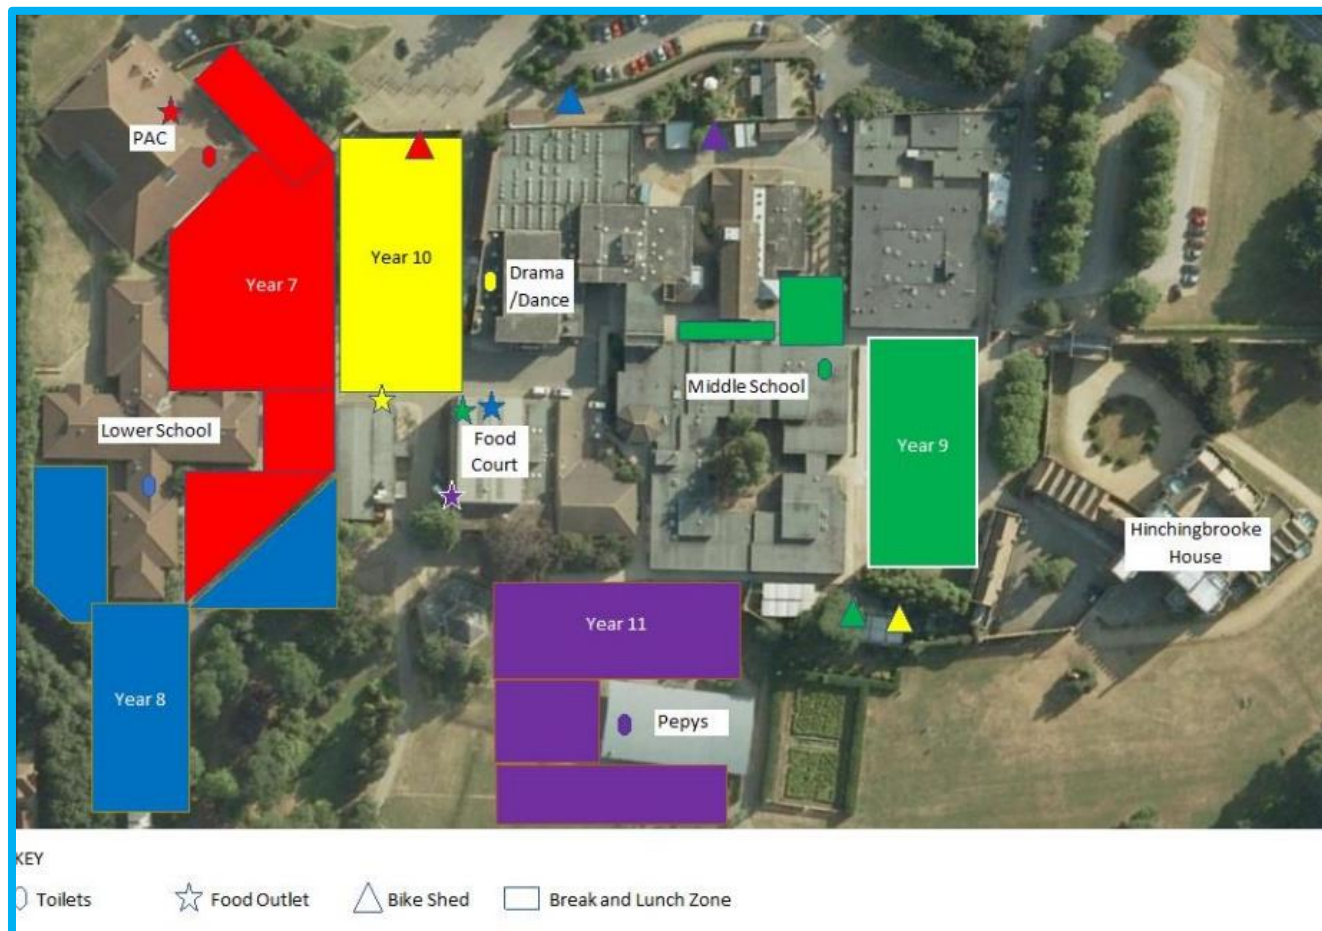 PAC
Year 10
Year 7
Drama
/Dance
Middle School
Lower School
Food
Court
Year 9
Hinchingbrooke
House
Year 11
Year 8
Pepys
KEY
Toilets
Food Outlet
Bike Shed
Break and Lunch Zone